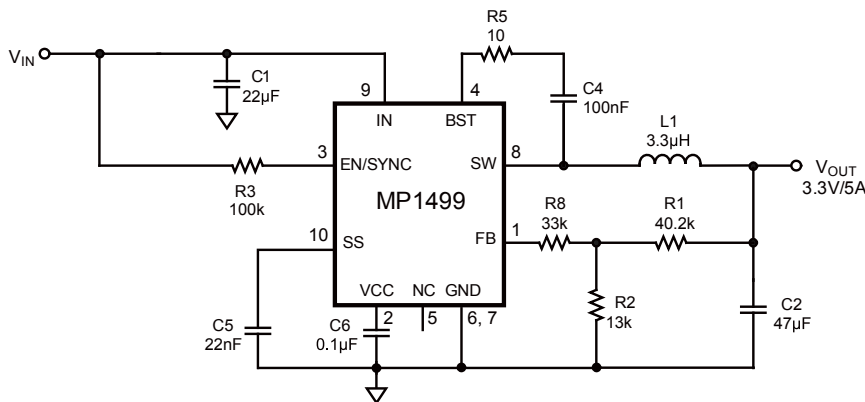 R5
10
V_IN
C1
22µF
9
4
C4
100nF
IN
BST
L1
3.3µH
3
EN/SYNC
SW
8
V_OUT
3.3V/5A
R3
100k
MP1499
R8
33k
R1
40.2k
10
SS
FB
1
VCC
NC
GND
R2
13k
C2
47µF
C5
22nF
C6
0.1µF
2
5
6, 7